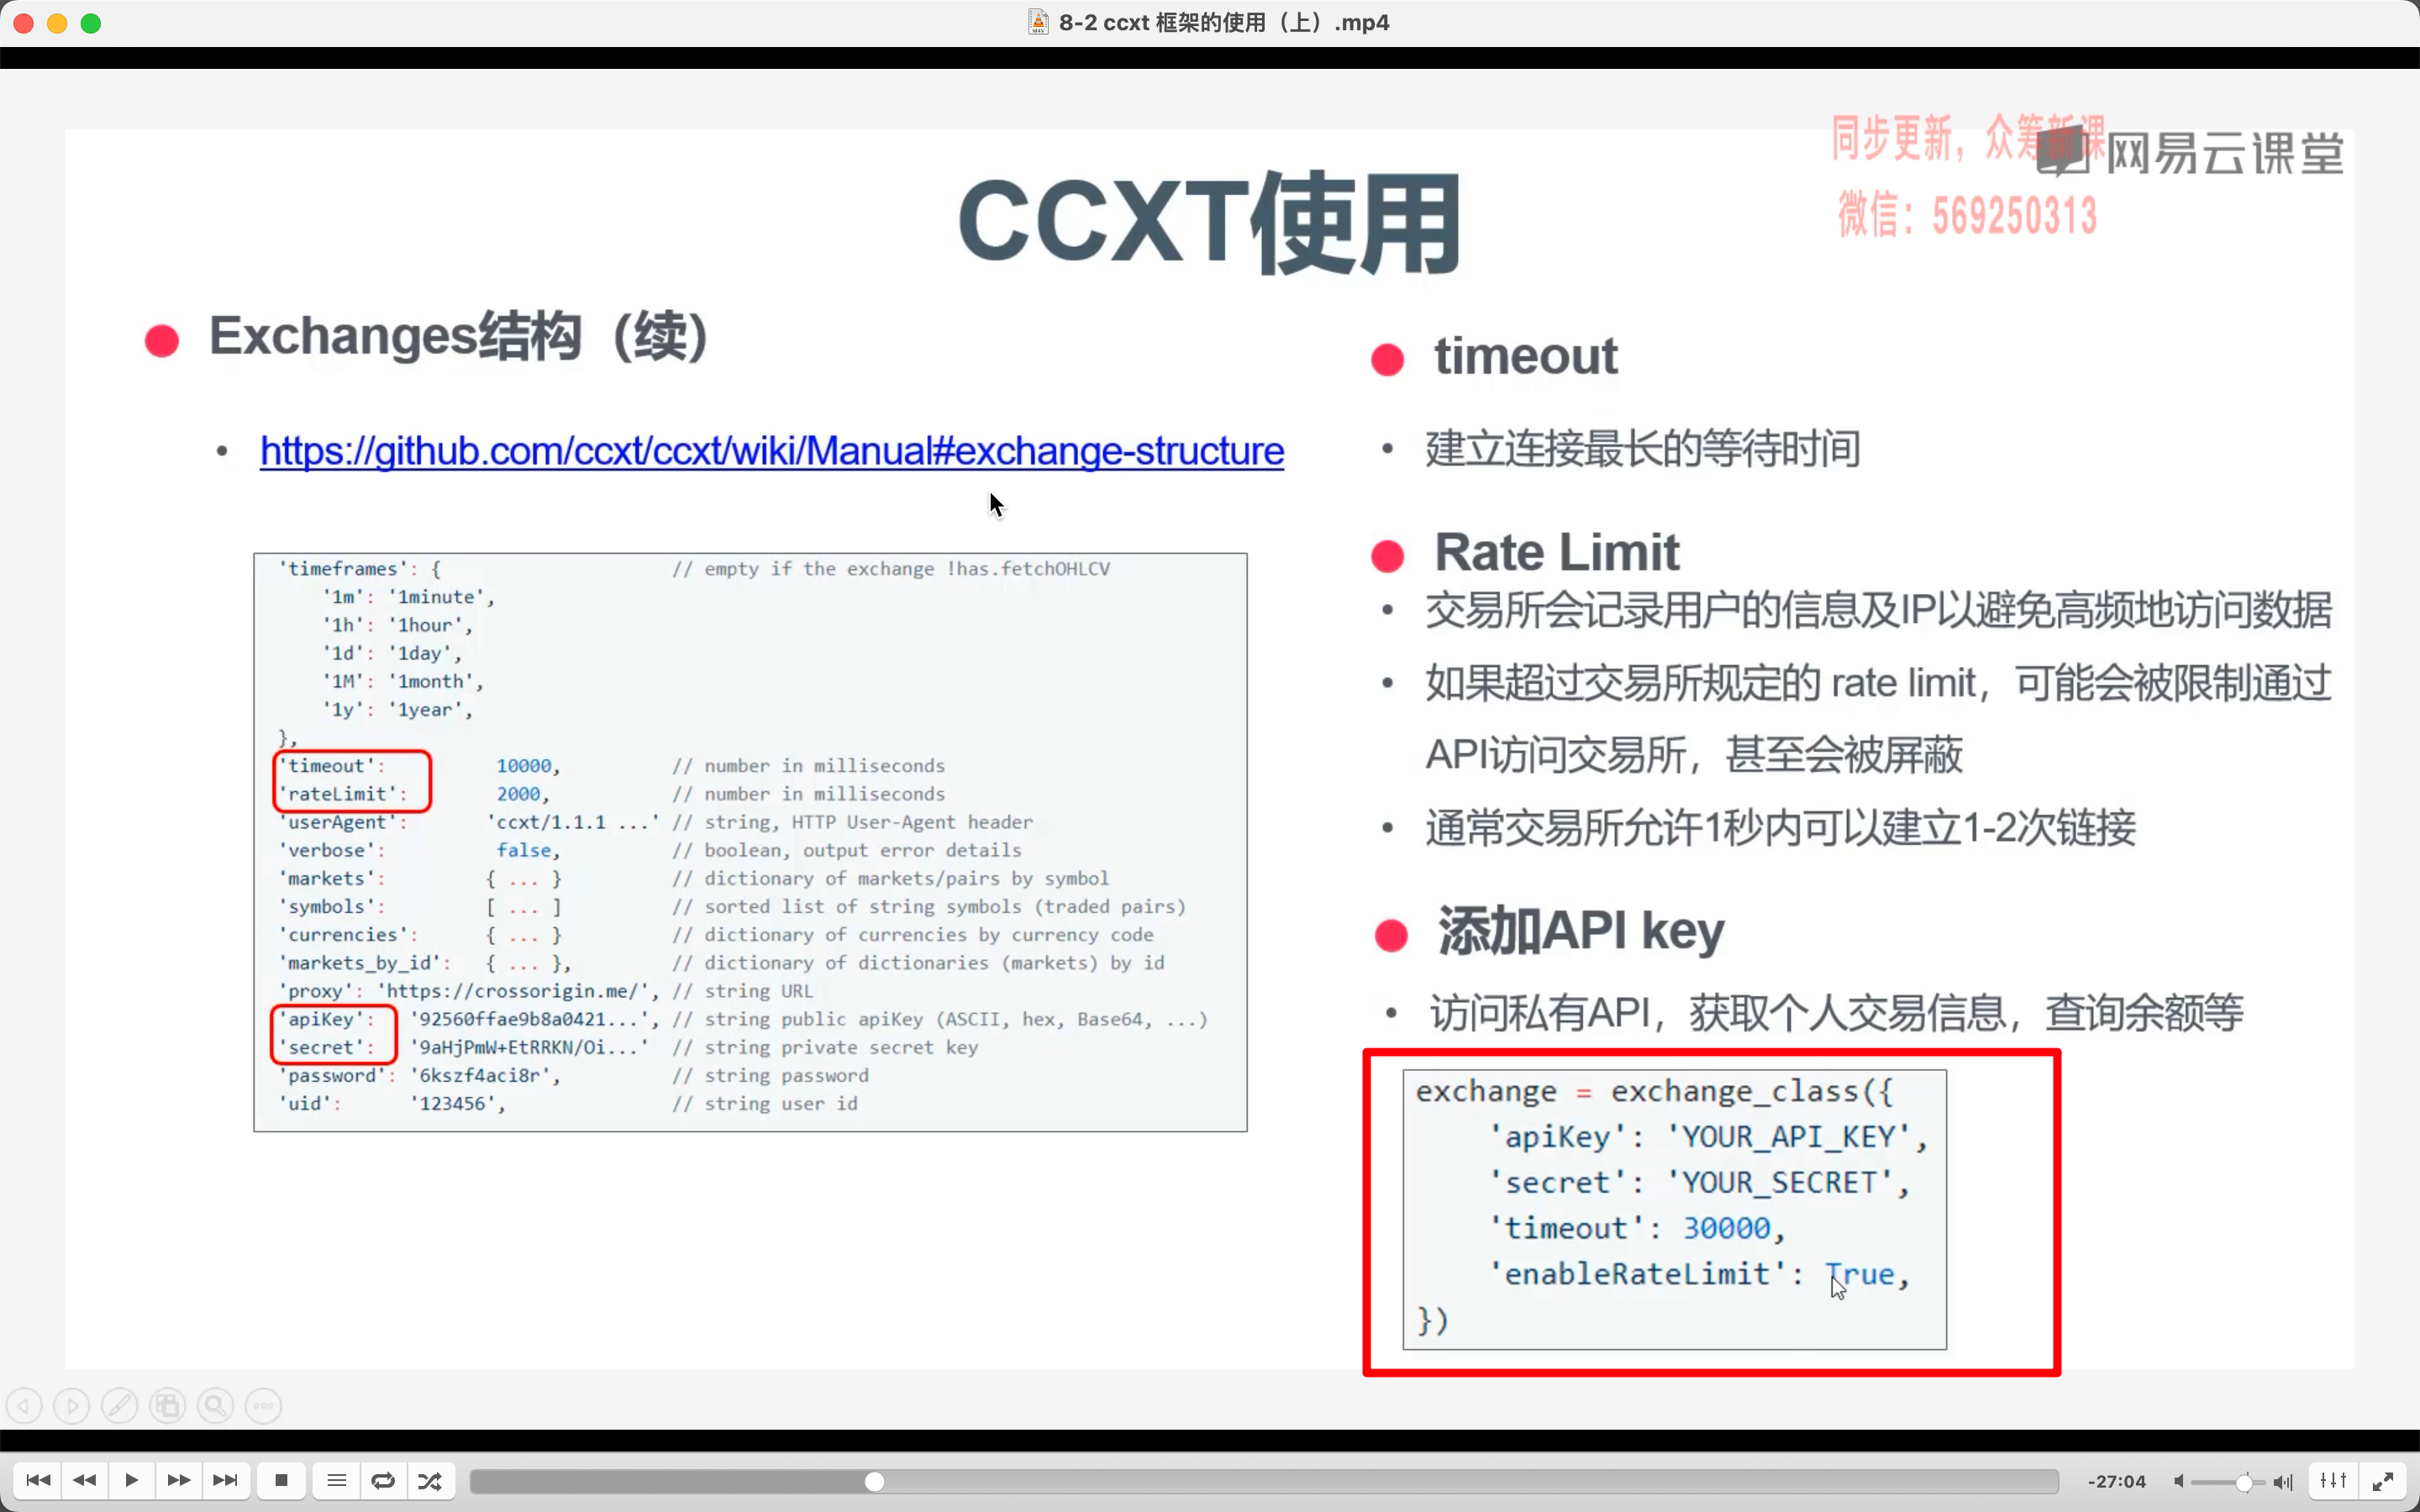 8-2 ccxt 框架的使用（上）.mp4
同步更新，众筹新课
网易云课堂
微信：569250313
CCXT使用
Exchanges结构（续）
• https://github.com/ccxt/ccxt/wiki/Manual#exchange-structure
'timeframes': { // empty if the exchange !has.fetchOHLCV
'1m': '1minute',
'1h': '1hour',
'1d': '1day',
'1M': '1month',
'1y': '1year',
},
'timeout': 10000, // number in milliseconds
'rateLimit': 2000, // number in milliseconds
'userAgent': 'ccxt/1.1.1 ...' // string, HTTP User-Agent header
'verbose': false, // boolean, output error details
'markets': { ... } // dictionary of markets/pairs by symbol
'symbols': [ ... ] // sorted list of string symbols (traded pairs)
'currencies': { ... } // dictionary of currencies by currency code
'markets_by_id': { ... }, // dictionary of dictionaries (markets) by id
'proxy': 'https://crossorigin.me/', // string URL
'apiKey': '92560ffae9b8a0421...', // string public apiKey (ASCII, hex, Base64, ...)
'secret': '9aHjPmW+EtRRKN/Oi...' // string private secret key
'password': '6kszf4aci8r', // string password
'uid': '123456', // string user id
timeout
• 建立连接最长的等待时间
Rate Limit
• 交易所会记录用户的信息及IP以避免高频地访问数据
• 如果超过交易所规定的 rate limit，可能会被限制通过
API访问交易所，甚至会被屏蔽
• 通常交易所允许1秒内可以建立1-2次链接
添加API key
• 访问私有API，获取个人交易信息，查询余额等
exchange = exchange_class({
'apiKey': 'YOUR_API_KEY',
'secret': 'YOUR_SECRET',
'timeout': 30000,
'enableRateLimit': True,
})
-27:04